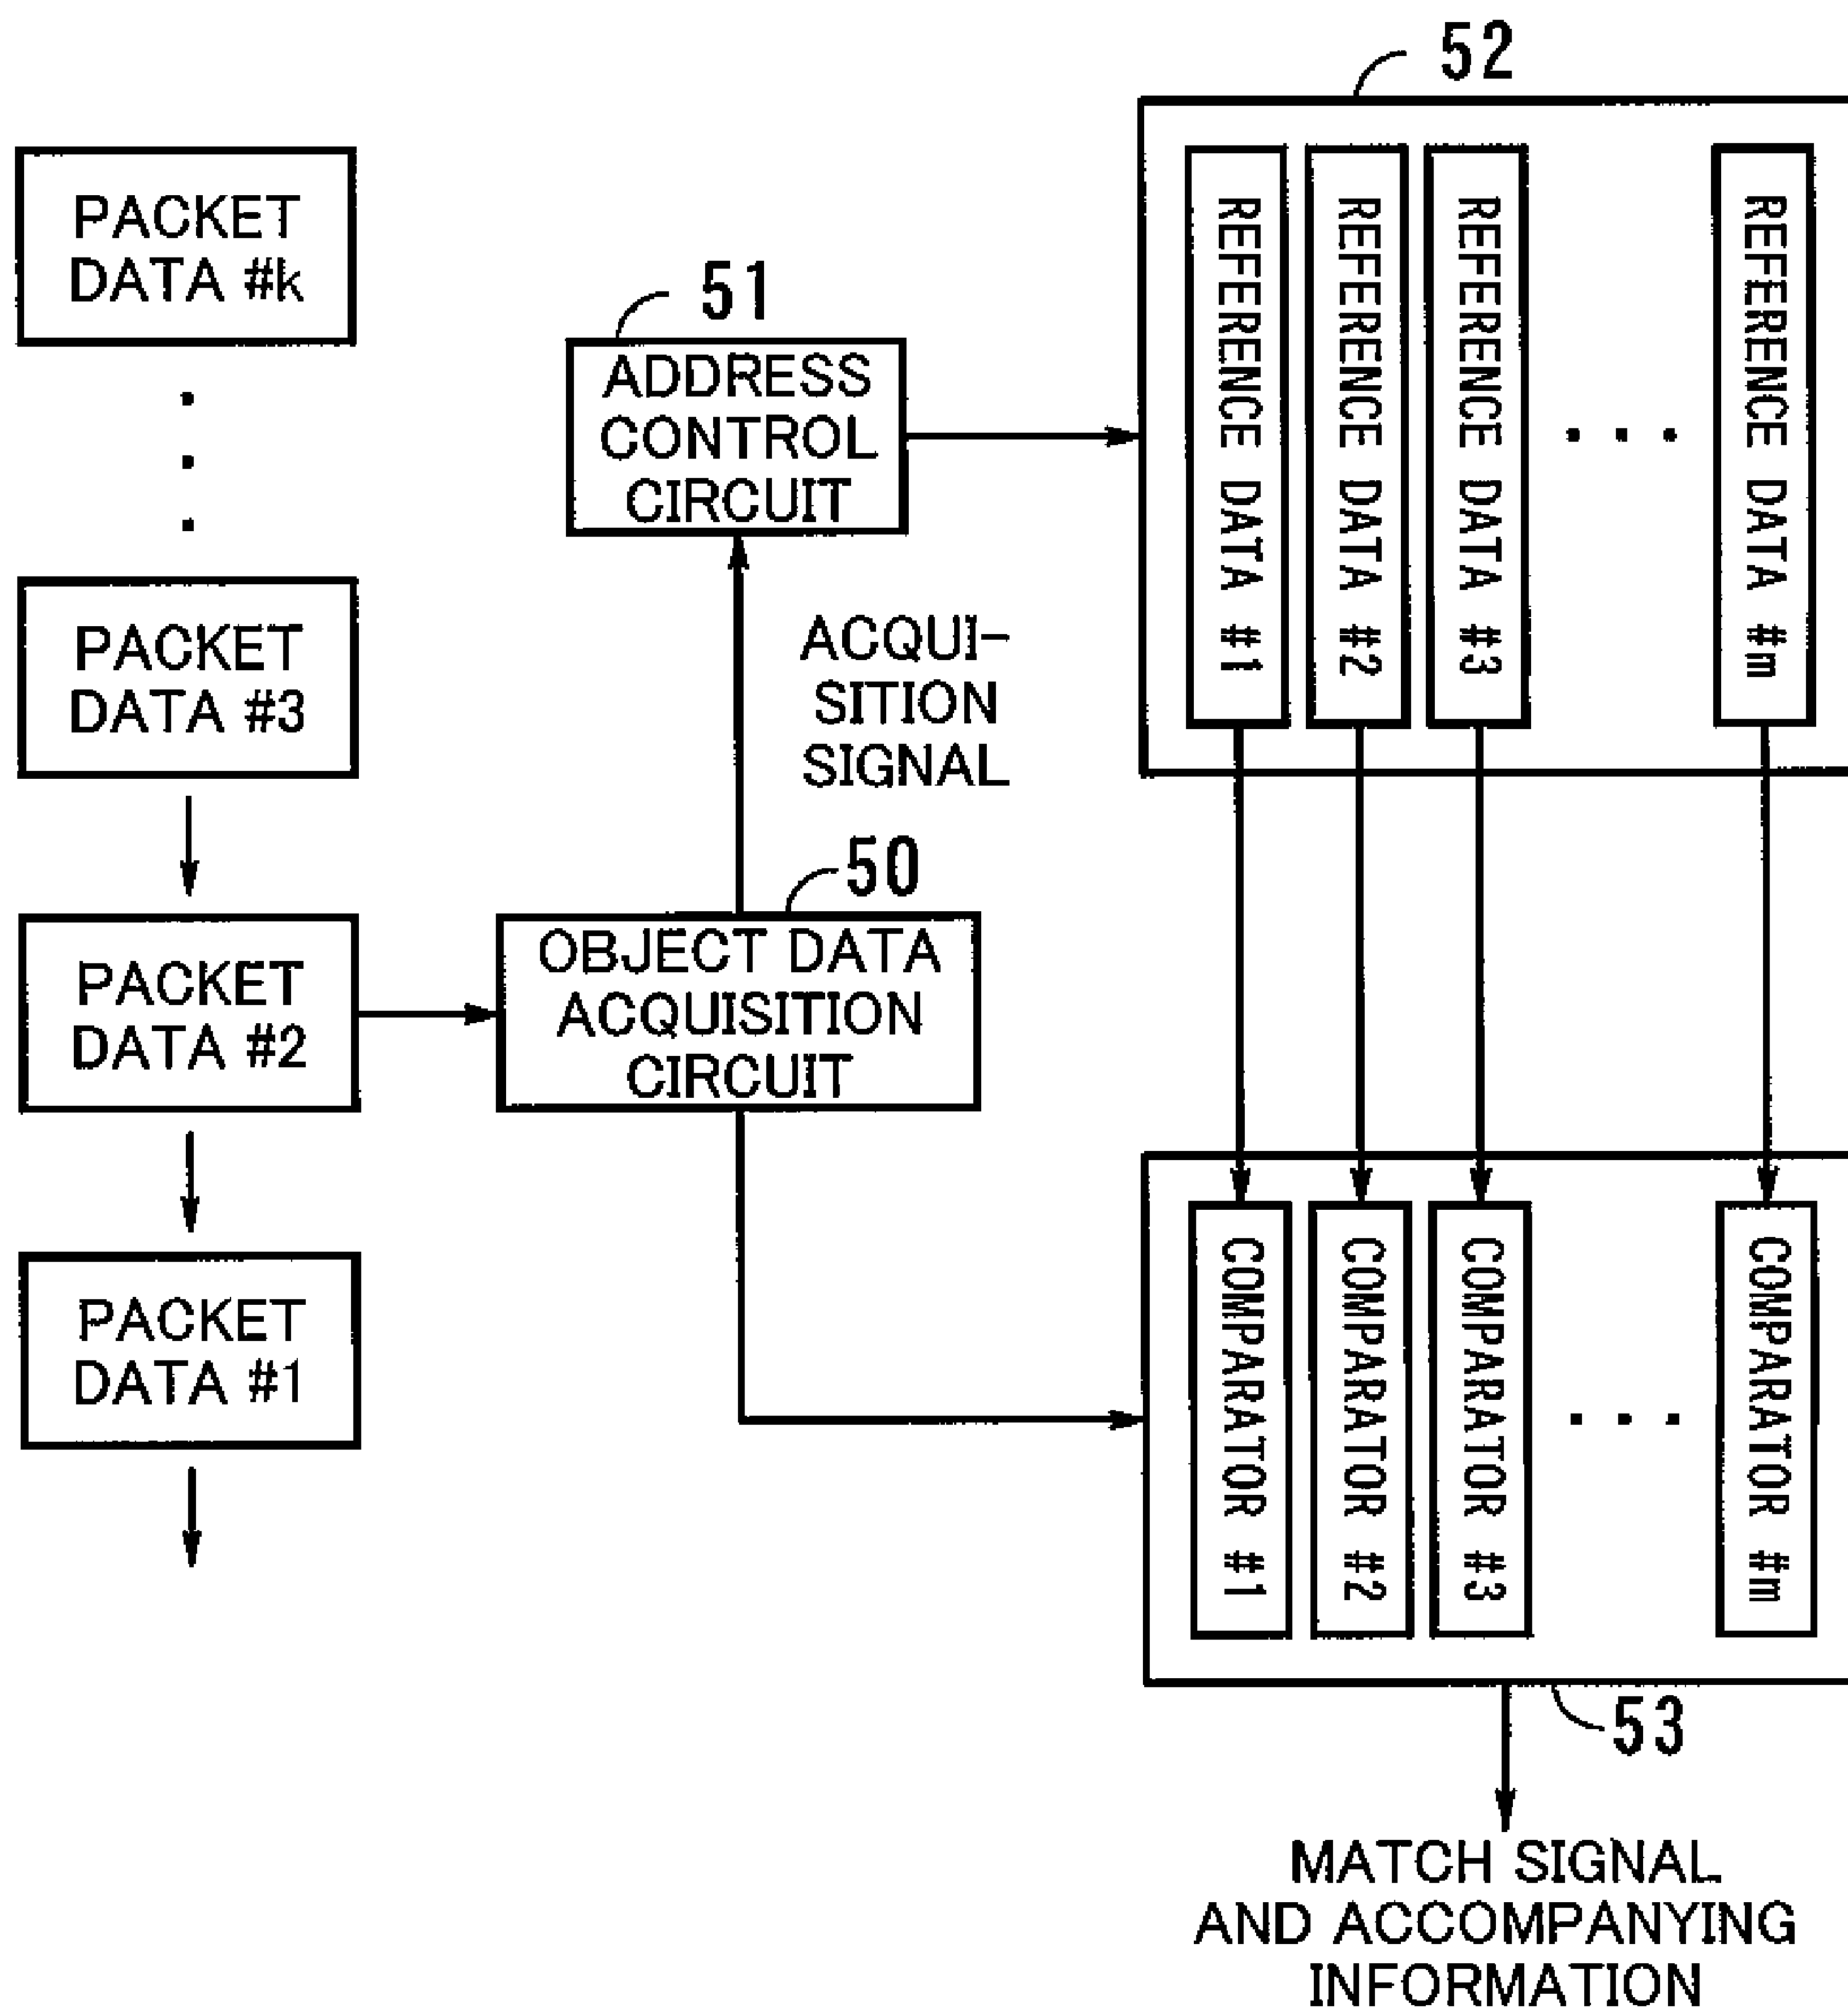 52
PACKET
DATA #k
51
ADDRESS
CONTROL
CIRCUIT
REFERENCE DATA #1
REFERENCE DATA #2
REFERENCE DATA #3
. . .
REFERENCE DATA #m
.
.
.
PACKET
DATA #3
ACQUI-
SITION
SIGNAL
50
PACKET
DATA #2
OBJECT DATA
ACQUISITION
CIRCUIT
PACKET
DATA #1
COMPARATOR #1
COMPARATOR #2
COMPARATOR #3
. . .
COMPARATOR #m
53
MATCH SIGNAL
AND ACCOMPANYING
INFORMATION